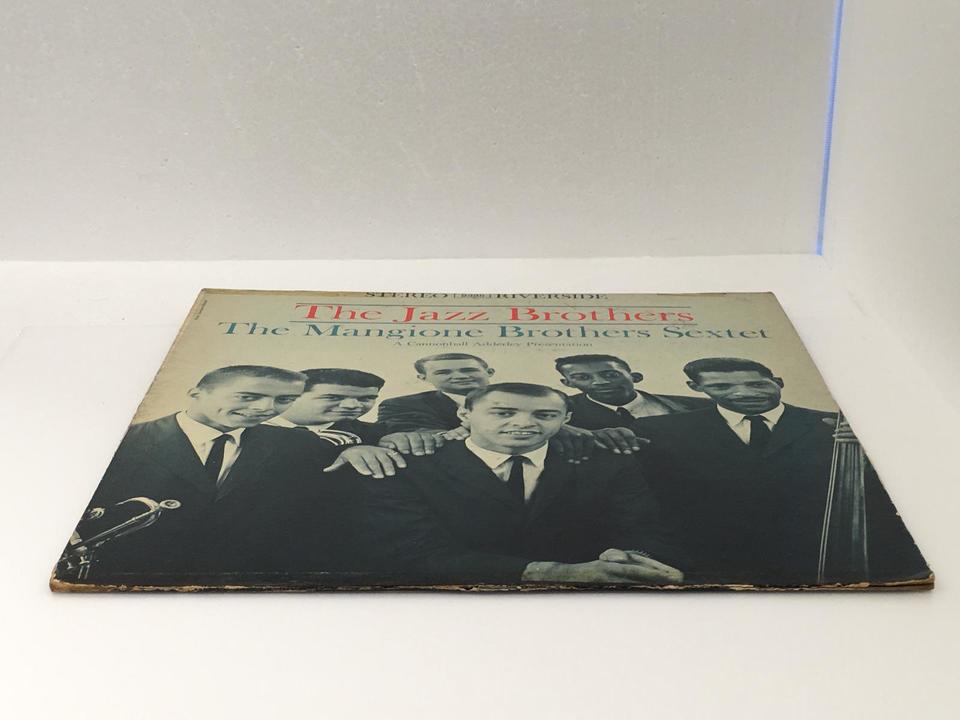 STEREO RIVERSIDE
The Jazz Brothers
The Mangione Brothers Sextet
A Cannonball Adderley Presentation